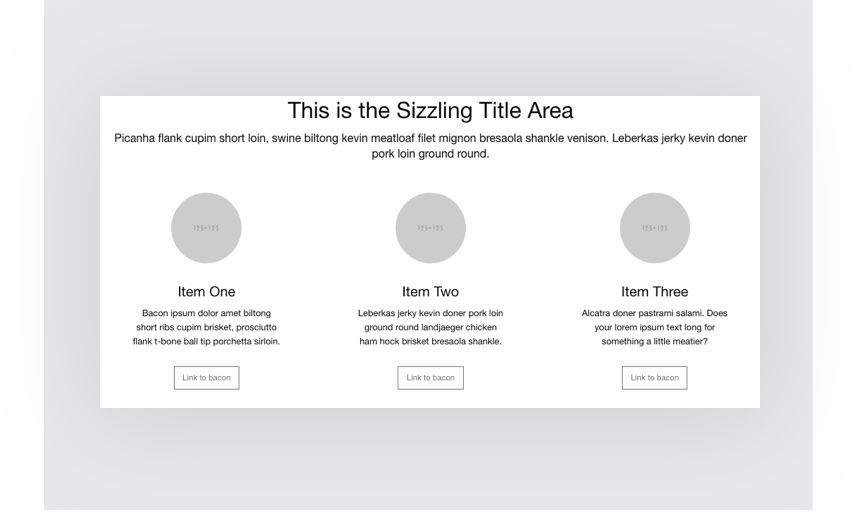 This is the Sizzling Title Area
Picanha flank cupim short loin, swine biltong kevin meatloaf filet mignon bresaola shankle venison. Leberkas jerky kevin doner
pork loin ground round.
125×125
125×125
125×125
Item One
Bacon ipsum dolor amet biltong
short ribs cupim brisket, prosciutto
flank t-bone ball tip porchetta sirloin.
Link to bacon
Item Two
Leberkas jerky kevin doner pork loin
ground round landjaeger chicken
ham hock brisket bresaola shankle.
Link to bacon
Item Three
Alcatra doner pastrami salami. Does
your lorem ipsum text long for
something a little meatier?
Link to bacon